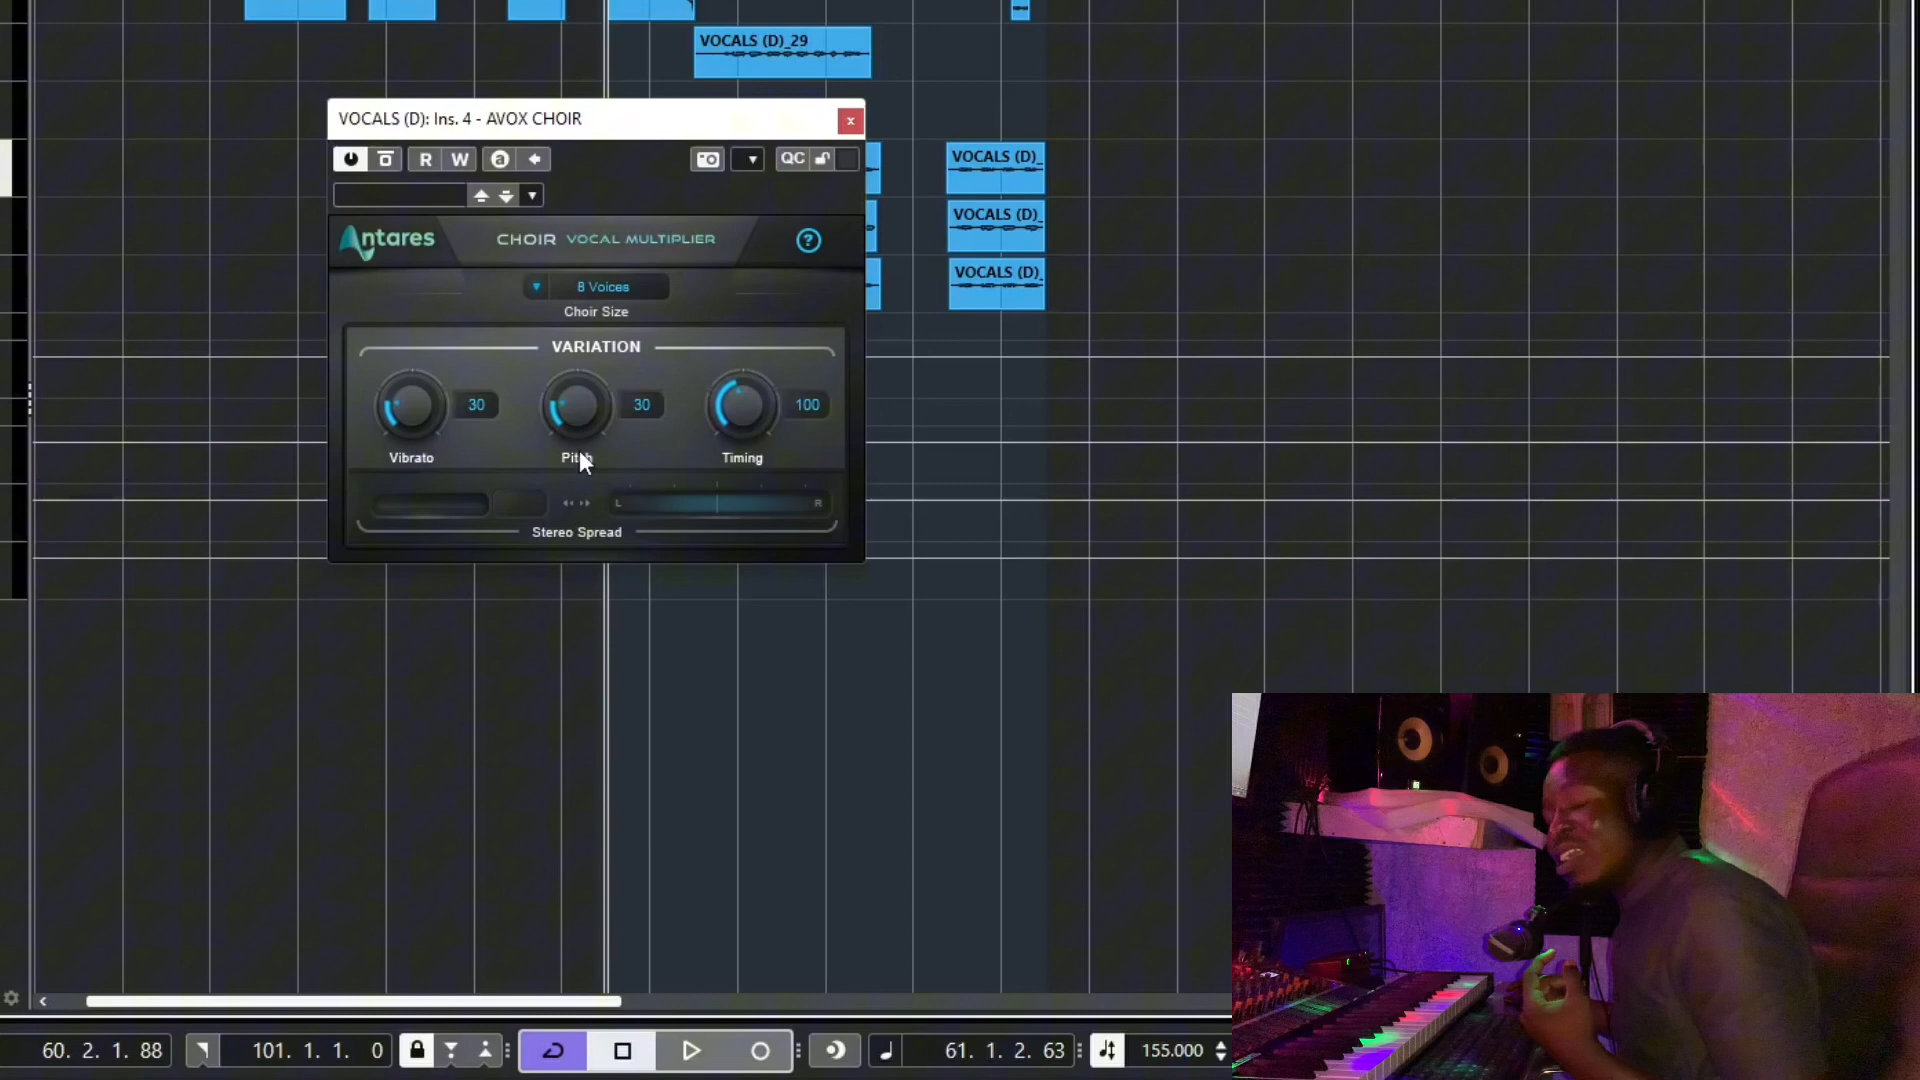 VOCALS (D)_29
VOCALS (D): Ins. 4 - AVOX CHOIR
x
R W a QC
VOCALS (D)_
VOCALS (D)_
VOCALS (D)_
Antares
CHOIR VOCAL MULTIPLIER
?
8 Voices
Choir Size
VARIATION
30
30
100
Vibrato
Timing
L
R
Stereo Spread
60. 2. 1. 88
101. 1. 1. 0
61. 1. 2. 63
155.000